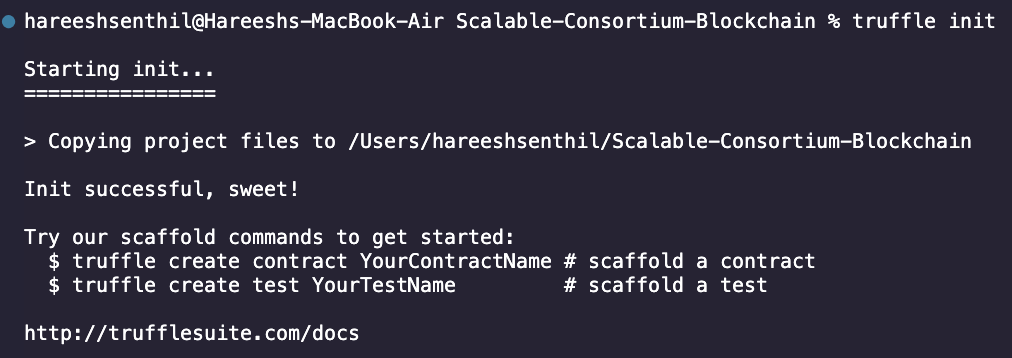 hareeshsenthil@Hareeshs-MacBook-Air Scalable-Consortium-Blockchain % truffle init
Starting init...
================
> Copying project files to /Users/hareeshsenthil/Scalable-Consortium-Blockchain
Init successful, sweet!
Try our scaffold commands to get started:
  $ truffle create contract YourContractName # scaffold a contract
  $ truffle create test YourTestName         # scaffold a test
http://trufflesuite.com/docs